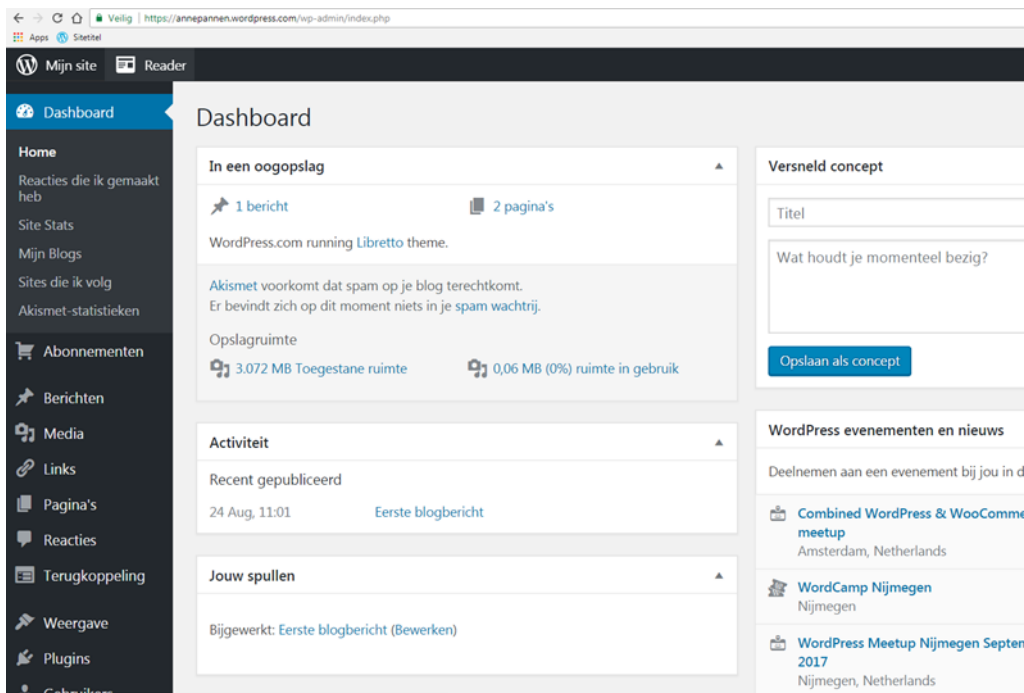 Veilig
https://annepannen.wordpress.com/wp-admin/index.php
Apps
Sitetitel
Mijn site
Reader
Dashboard
Home
Reacties die ik gemaakt
heb
Site Stats
Mijn Blogs
Sites die ik volg
Akismet-statistieken
Abonnementen
Berichten
Media
Links
Pagina's
Reacties
Terugkoppeling
Weergave
Plugins
Gebruikers
Dashboard
In een oogopslag
1 bericht
2 pagina's
WordPress.com running Libretto theme.
Akismet voorkomt dat spam op je blog terechtkomt.
Er bevindt zich op dit moment niets in je spam wachtrij.
Opslagruimte
3.072 MB Toegestane ruimte
0,06 MB (0%) ruimte in gebruik
Activiteit
Recent gepubliceerd
24 Aug, 11:01
Eerste blogbericht
Jouw spullen
Bijgewerkt: Eerste blogbericht (Bewerken)
Versneld concept
Titel
Wat houdt je momenteel bezig?
Opslaan als concept
WordPress evenementen en nieuws
Deelnemen aan een evenement bij jou in d
Combined WordPress & WooComme
meetup
Amsterdam, Netherlands
WordCamp Nijmegen
Nijmegen
WordPress Meetup Nijmegen Septem
2017
Nijmegen, Netherlands